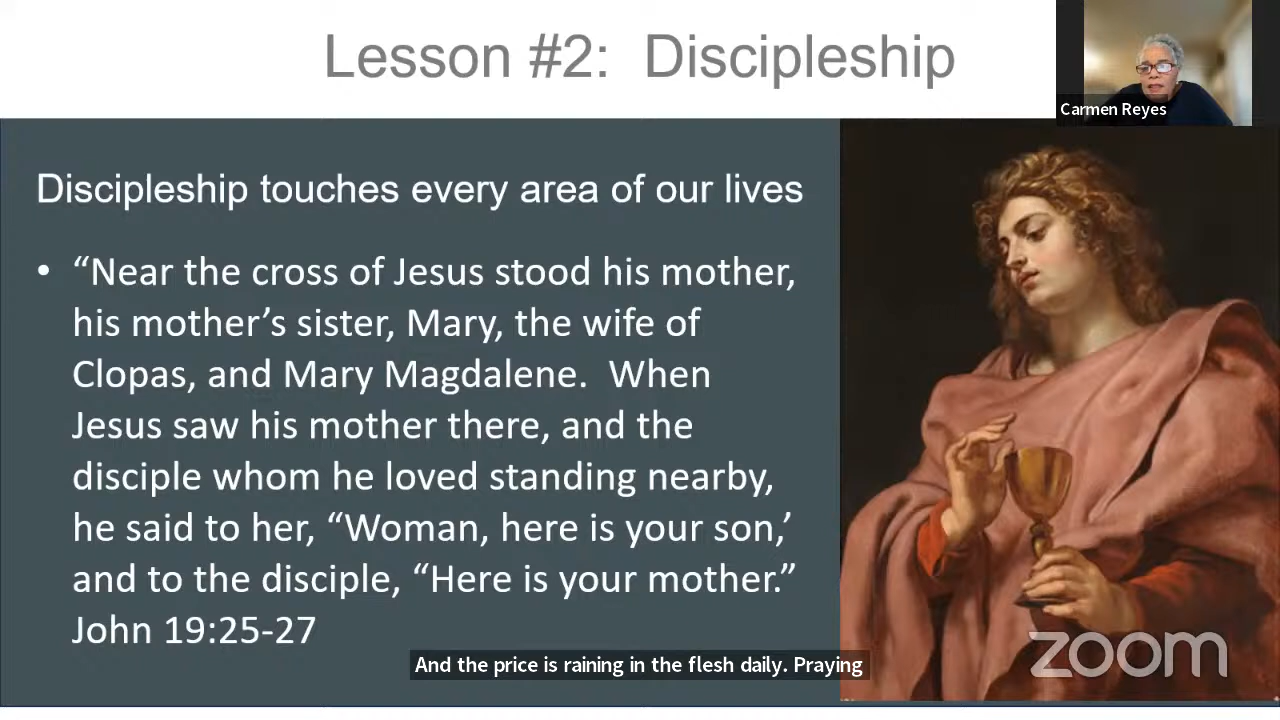 Lesson #2:  Discipleship
Carmen Reyes
Discipleship touches every area of our lives
• “Near the cross of Jesus stood his mother,
his mother’s sister, Mary, the wife of
Clopas, and Mary Magdalene.  When
Jesus saw his mother there, and the
disciple whom he loved standing nearby,
he said to her, “Woman, here is your son,’
and to the disciple, “Here is your mother.”
John 19:25-27
And the price is raining in the flesh daily. Praying
zoom